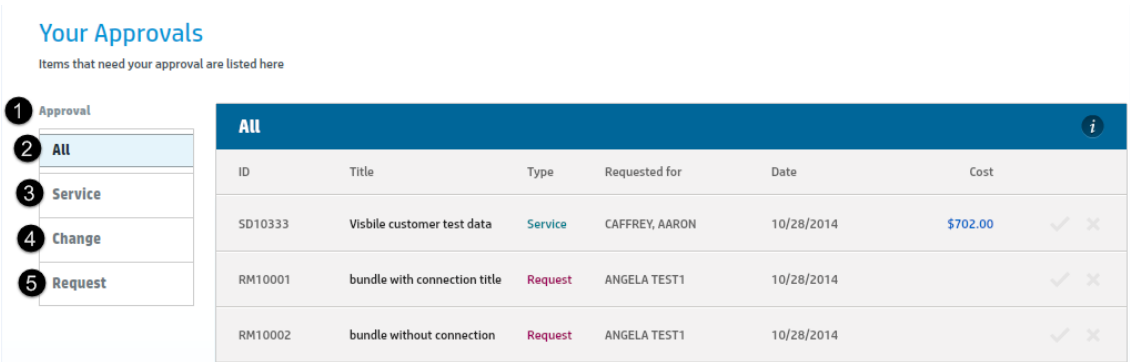 Your Approvals
Items that need your approval are listed here
1 Approval
2 All
3 Service
4 Change
5 Request
All i
ID Title Type Requested for Date Cost
SD10333 Visbile customer test data Service CAFFREY, AARON 10/28/2014 $702.00
RM10001 bundle with connection title Request ANGELA TEST1 10/28/2014
RM10002 bundle without connection Request ANGELA TEST1 10/28/2014